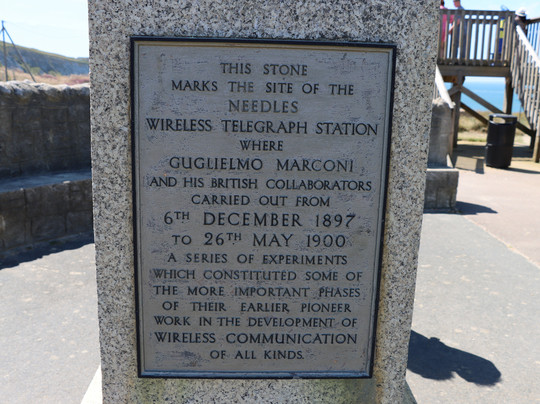 THIS STONE
MARKS THE SITE OF THE
NEEDLES
WIRELESS TELEGRAPH STATION
WHERE
GUGLIELMO MARCONI
AND HIS BRITISH COLLABORATORS
CARRIED OUT FROM
6TH DECEMBER 1897
TO 26TH MAY 1900
A SERIES OF EXPERIMENTS
WHICH CONSTITUTED SOME OF
THE MORE IMPORTANT PHASES
OF THEIR EARLIER PIONEER
WORK IN THE DEVELOPMENT OF
WIRELESS COMMUNICATION
OF ALL KINDS.